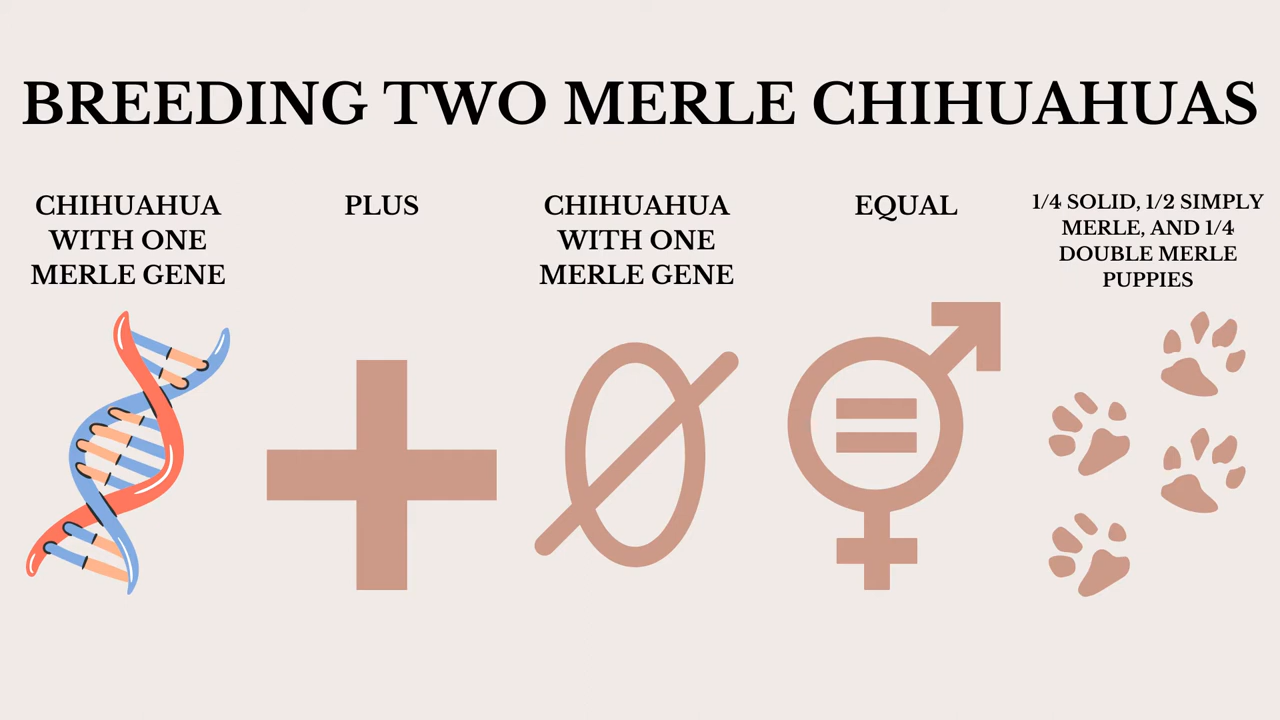 BREEDING TWO MERLE CHIHUAHUAS
CHIHUAHUA
WITH ONE
MERLE GENE
PLUS
CHIHUAHUA
WITH ONE
MERLE GENE
EQUAL
1/4 SOLID, 1/2 SIMPLY
MERLE, AND 1/4
DOUBLE MERLE
PUPPIES